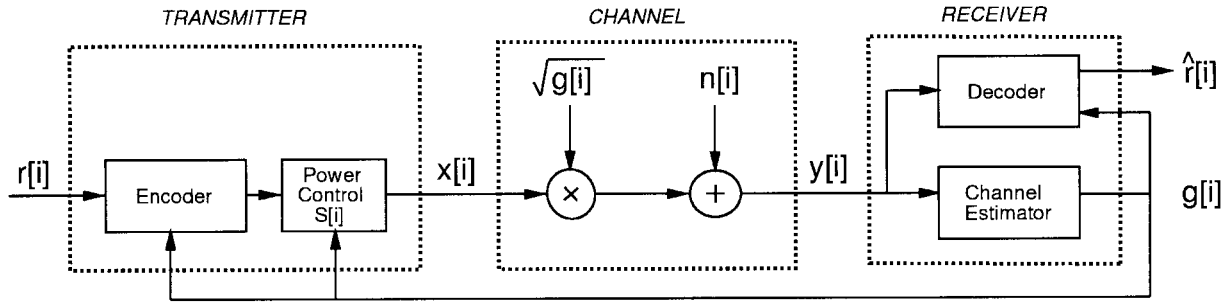 TRANSMITTER
CHANNEL
RECEIVER
r[i]
Encoder
Power
Control
S[i]
x[i]
√g[i]
n[i]
×
+
y[i]
Decoder
r̂[i]
Channel
Estimator
g[i]